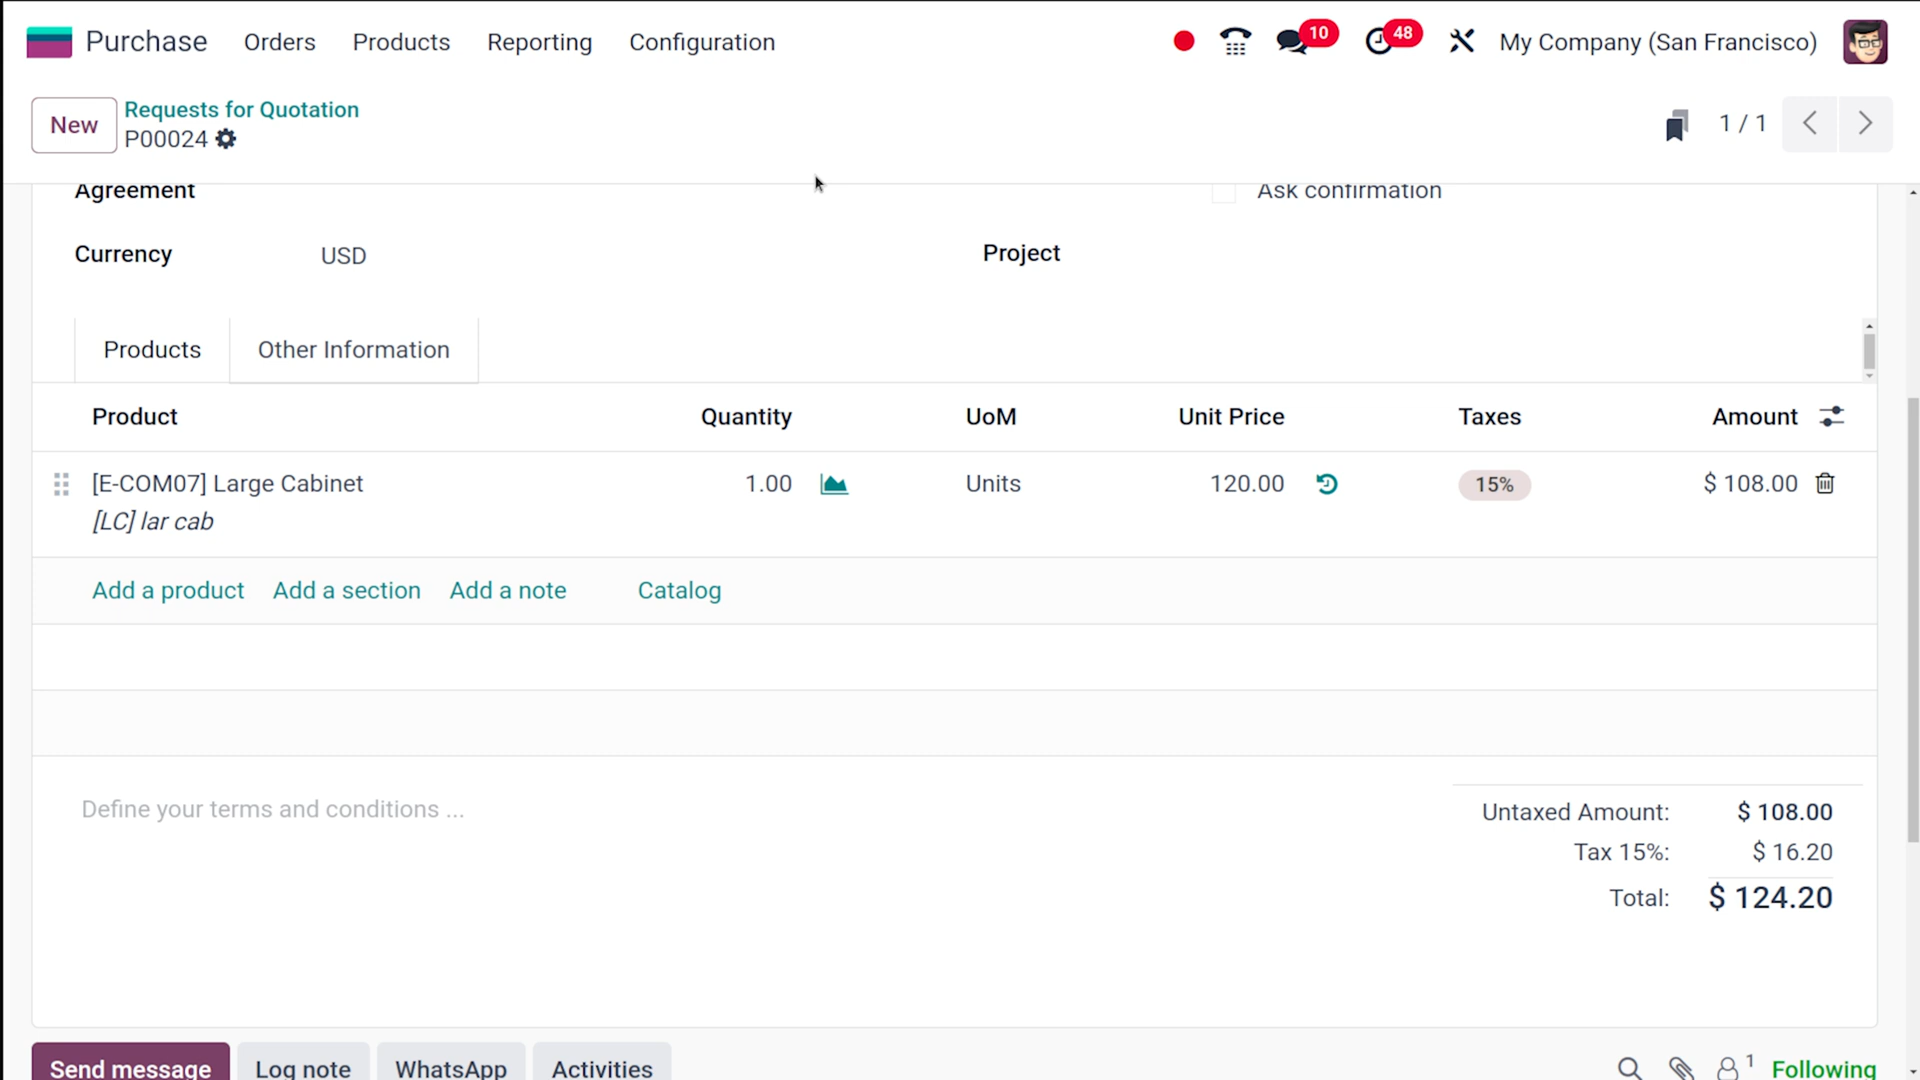 Purchase Orders Products Reporting Configuration 10 48 My Company (San Francisco)
New Requests for Quotation
P00024 1 / 1
Agreement Ask confirmation
Currency USD Project
Products Other Information
Product Quantity UoM Unit Price Taxes Amount
[E-COM07] Large Cabinet 1.00 Units 120.00 15% $ 108.00
[LC] lar cab
Add a product Add a section Add a note Catalog
Define your terms and conditions ... Untaxed Amount: $ 108.00
Tax 15%: $ 16.20
Total: $ 124.20
Send message Log note WhatsApp Activities 1 Following